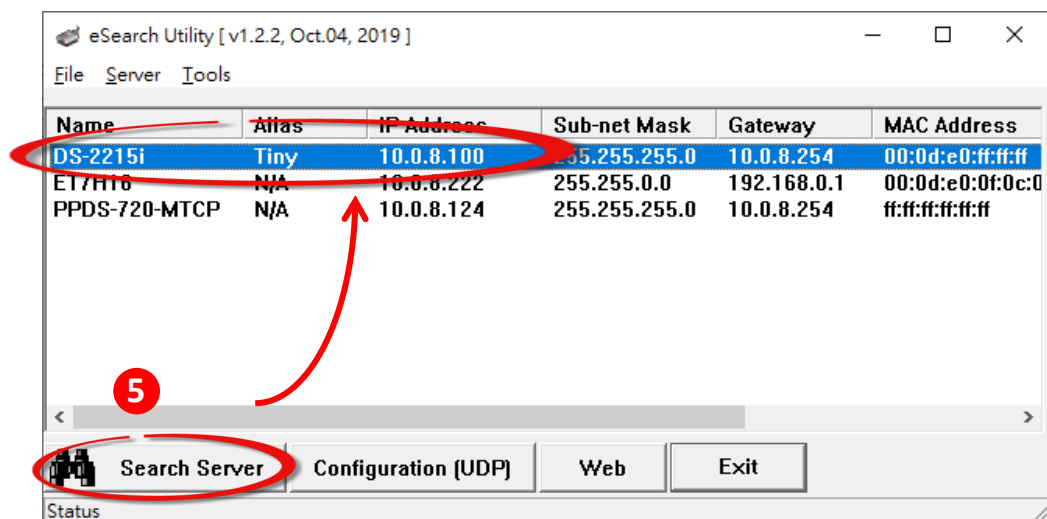 eSearch Utility [ v1.2.2, Oct.04, 2019 ]
File Server Tools
Name Alias IP Address Sub-net Mask Gateway MAC Address
DS-2215i Tiny 10.0.8.100 255.255.255.0 10.0.8.254 00:0d:e0:ff:ff:ff
ET7H16 N/A 10.0.8.222 255.255.0.0 192.168.0.1 00:0d:e0:0f:0c:0
PPDS-720-MTCP N/A 10.0.8.124 255.255.255.0 10.0.8.254 ff:ff:ff:ff:ff:ff
5
Search Server Configuration (UDP) Web Exit
Status